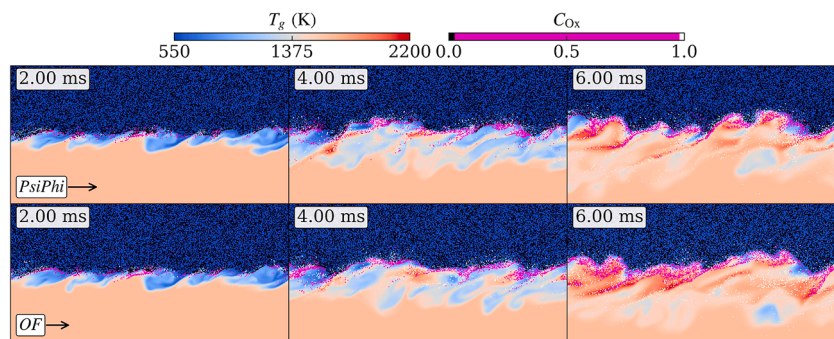 T_g (K)
C_Ox
550 1375 2200
0.0 0.5 1.0
2.00 ms 4.00 ms 6.00 ms
PsiPhi →
2.00 ms 4.00 ms 6.00 ms
OF →